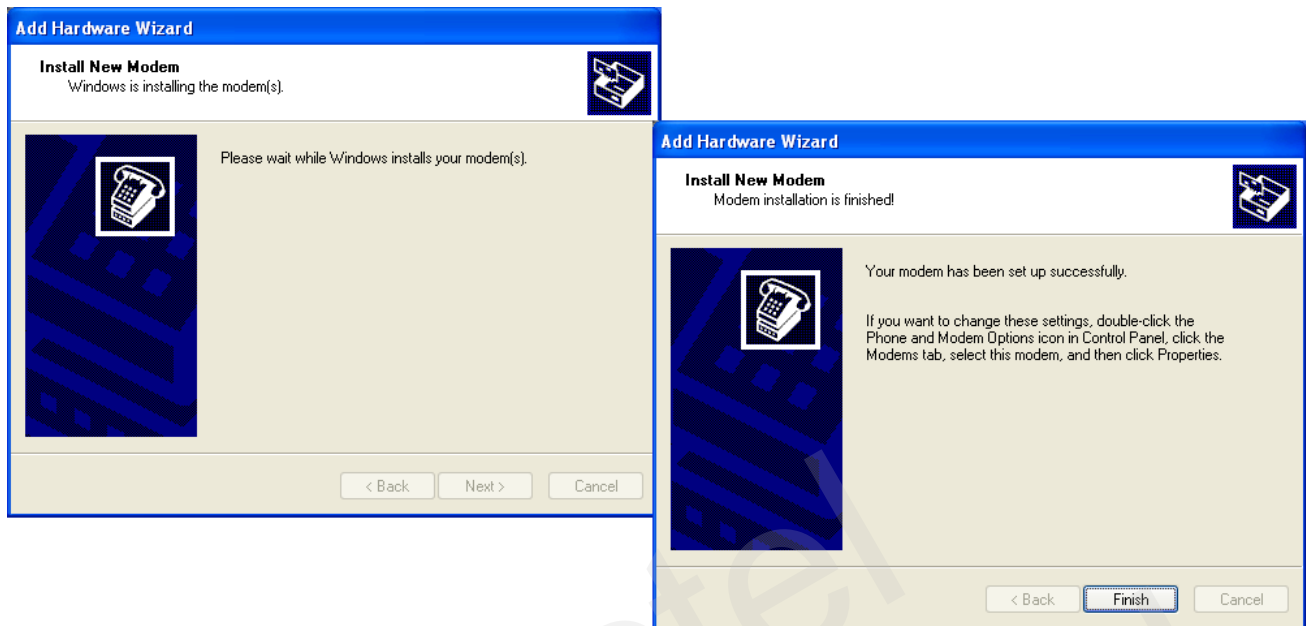 Add Hardware Wizard
Install New Modem
Windows is installing the modem(s).
Please wait while Windows installs your modem(s).
< Back
Next >
Cancel
Add Hardware Wizard
Install New Modem
Modem installation is finished!
Your modem has been set up successfully.
If you want to change these settings, double-click the
Phone and Modem Options icon in Control Panel, click the
Modems tab, select this modem, and then click Properties.
< Back
Finish
Cancel